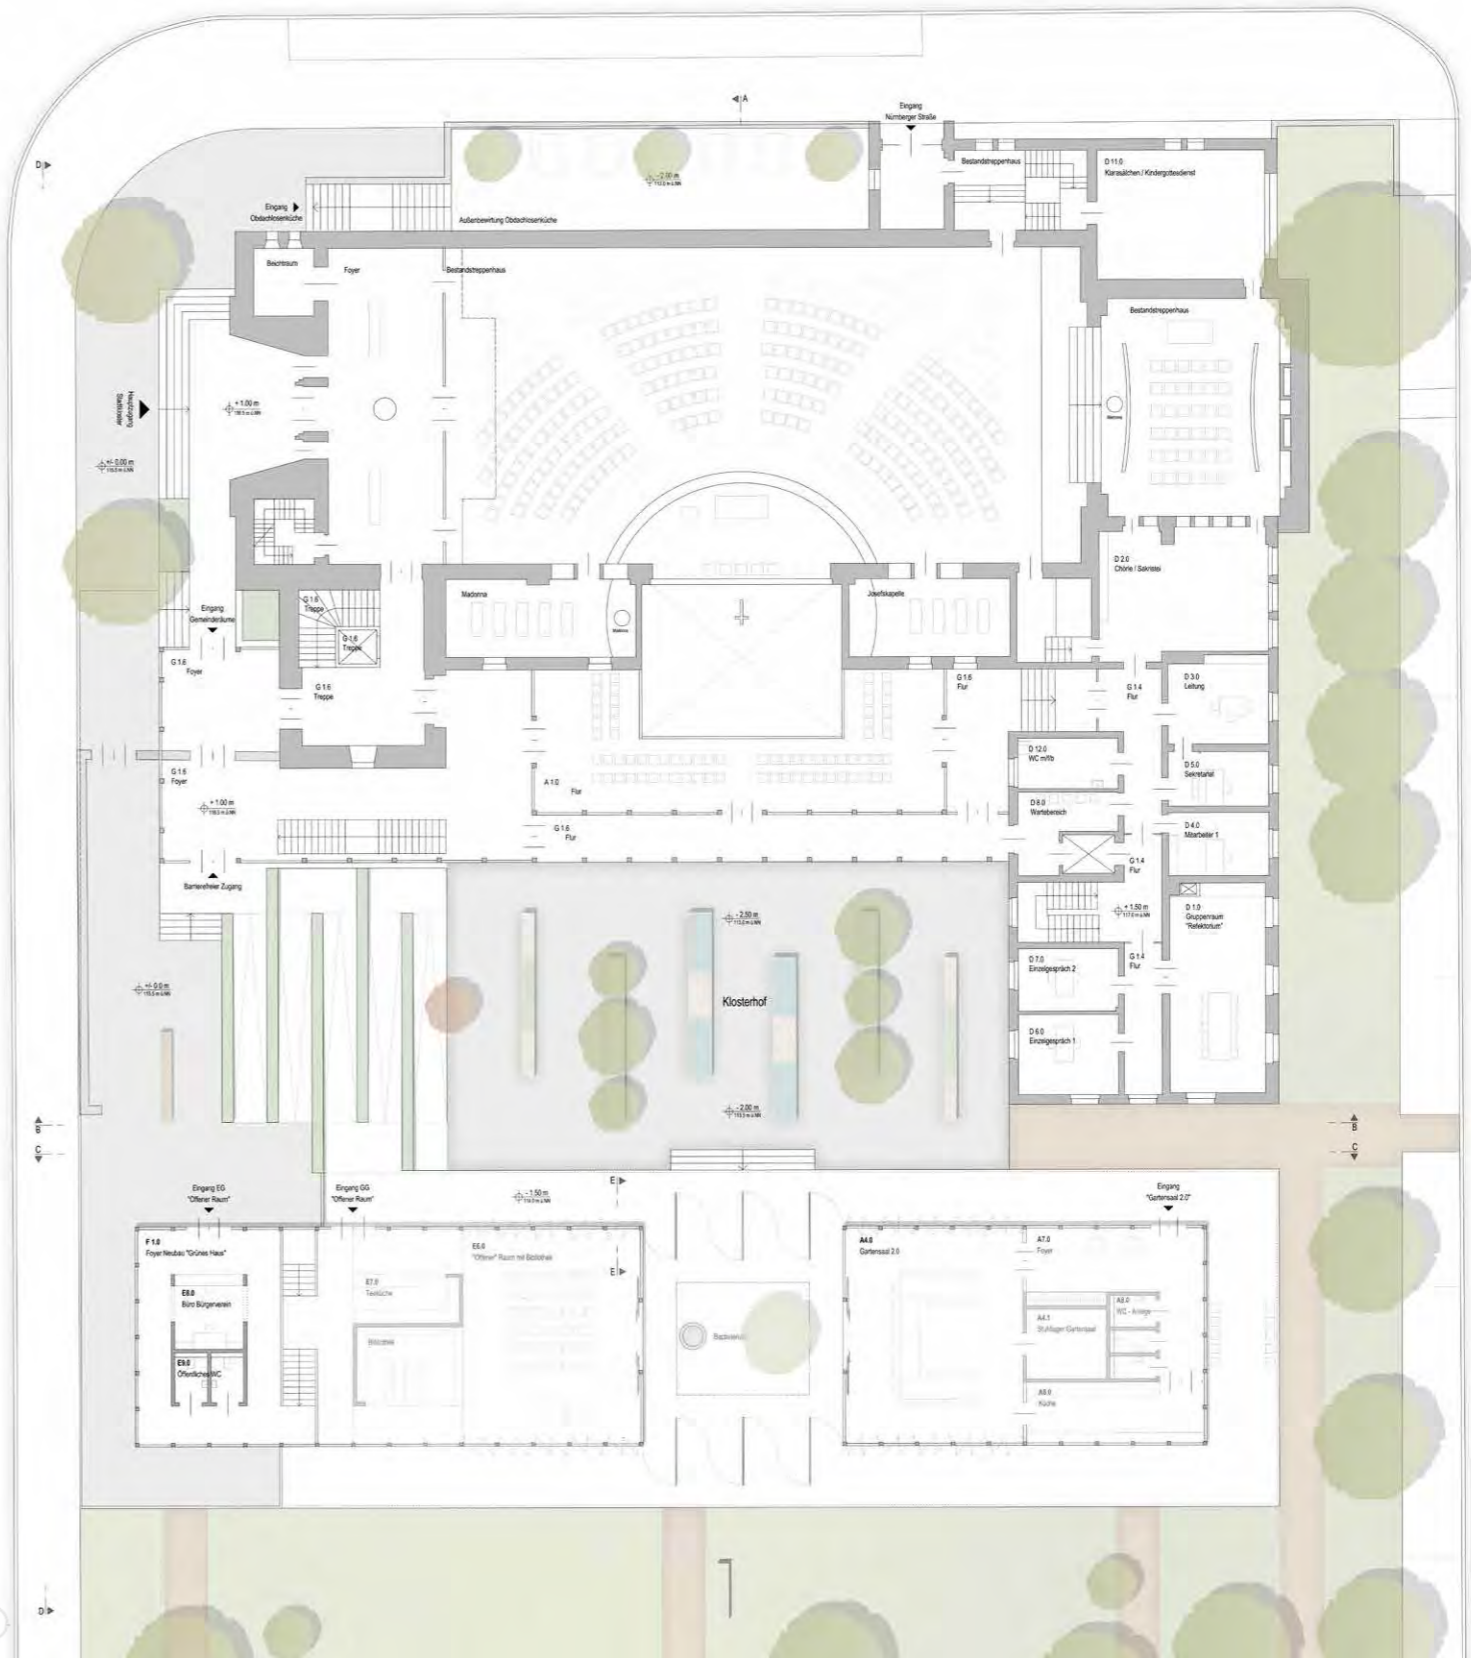 A
Eingang
Nürnberger Straße
D
Bestandstreppenhaus
D 11.0
Klarasälchen / Kindergottesdienst
- 2.00 m
Eingang
Obdachlosenküche
Außenbewirtung Obdachlosenküche
Beichtraum
Foyer
Bestandstreppenhaus
Bestandstreppenhaus
Hauptzugang
Stadtkloster
+ 1.00 m
+/- 0.00 m
D 2.0
Chörle / Sakristei
G 1.6
Treppe
Madonna
Josefskapelle
Eingang
Gemeinderäume
G 1.6
Treppe
G 1.6
Foyer
G 1.6
Treppe
G 1.6
Flur
G 1.4
Flur
D 3.0
Leitung
D 12.0
WC m/f/b
D 5.0
Sekretariat
G 1.6
Foyer
A 1.0
Flur
+ 1.00 m
D 8.0
Wartebereich
G 1.6
Flur
D 4.0
Mitarbeiter 1
G 1.4
Flur
Barrierefreier Zugang
- 2.50 m
+ 1.50 m
D 1.0
Gruppenraum
"Refektorium"
G 1.4
Flur
D 7.0
Einzelgespräch 2
+/- 0.0 m
Klosterhof
D 6.0
Einzelgespräch 1
- 2.00 m
B
C
B
C
Eingang EG
"Offener Raum"
Eingang GG
"Offener Raum"
- 1.50 m
E
Eingang
"Gartensaal 2.0"
F 1.0
Foyer Neubau "Grünes Haus"
E6.0
"Offener" Raum mit Bibliothek
A4.0
Gartensaal 2.0
A7.0
Foyer
E
E7.0
Teeküche
E8.0
Büro Bürgerverein
A4.1
Stuhllager Gartensaal
WC - Anlage
Bibliothek
E9.0
Öffentliches WC
Küche
D